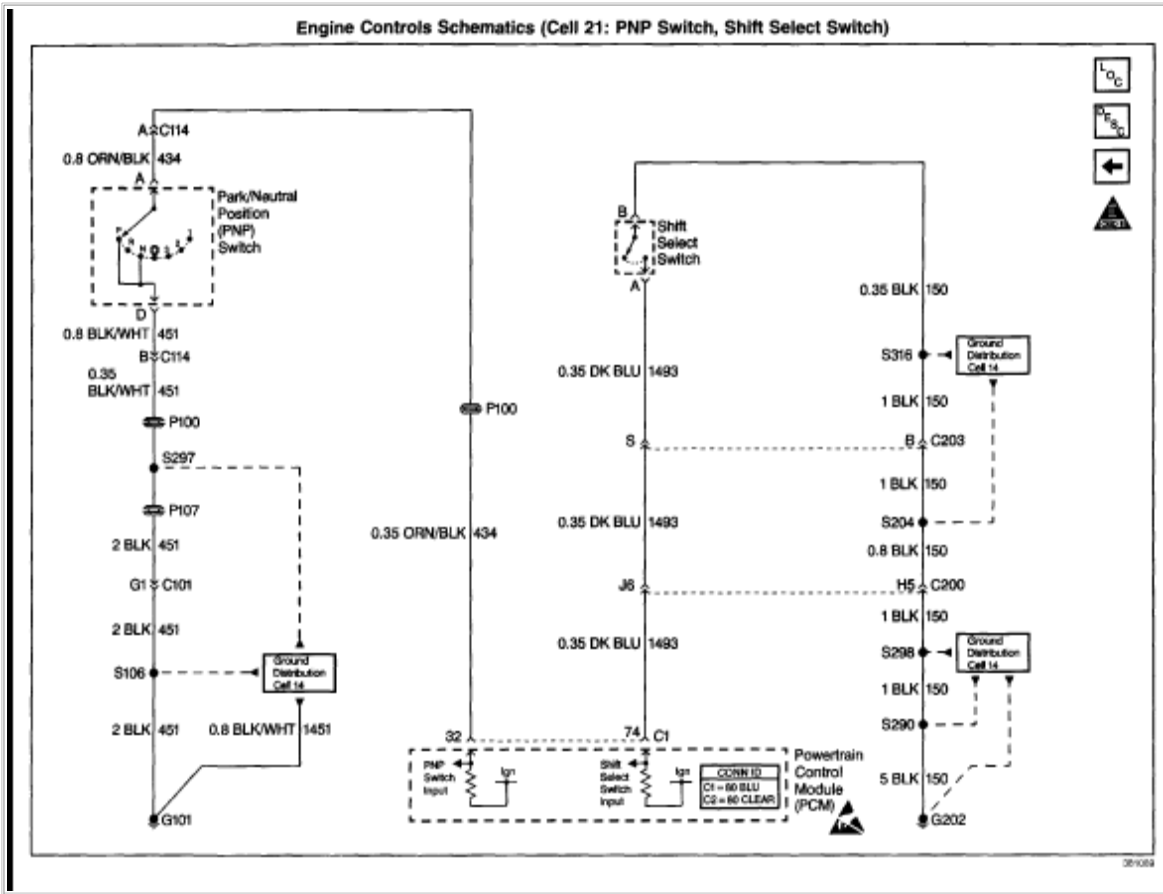 Engine Controls Schematics (Cell 21: PNP Switch, Shift Select Switch)
LOC
DESC
A C114
0.8 ORN/BLK 434
A
Park/Neutral
Position
(PNP)
Switch
P
R
N
D
3
2
1
D
0.8 BLK/WHT 451
B C114
0.35
BLK/WHT 451
P100
S297
P107
2 BLK 451
G1 C101
2 BLK 451
S106
Ground
Distribution
Cell 14
2 BLK 451
0.8 BLK/WHT 1451
G101
P100
0.35 ORN/BLK 434
B
Shift
Select
Switch
A
0.35 DK BLU 1493
S
0.35 DK BLU 1493
J6
0.35 DK BLU 1493
0.35 BLK 150
S316
Ground
Distribution
Cell 14
1 BLK 150
B C203
1 BLK 150
S204
0.8 BLK 150
H5 C200
1 BLK 150
S298
Ground
Distribution
Cell 14
1 BLK 150
S290
5 BLK 150
G202
32
74 C1
PNP
Switch
Input
Ign
Shift
Select
Switch
Input
Ign
CONN ID
C1 = 80 BLU
C2 = 80 CLEAR
Powertrain
Control
Module
(PCM)